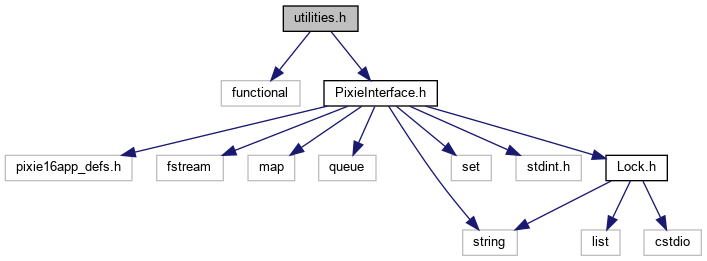 utilities.h
functional
PixieInterface.h
pixie16app_defs.h
fstream
map
queue
set
stdint.h
Lock.h
string
list
cstdio